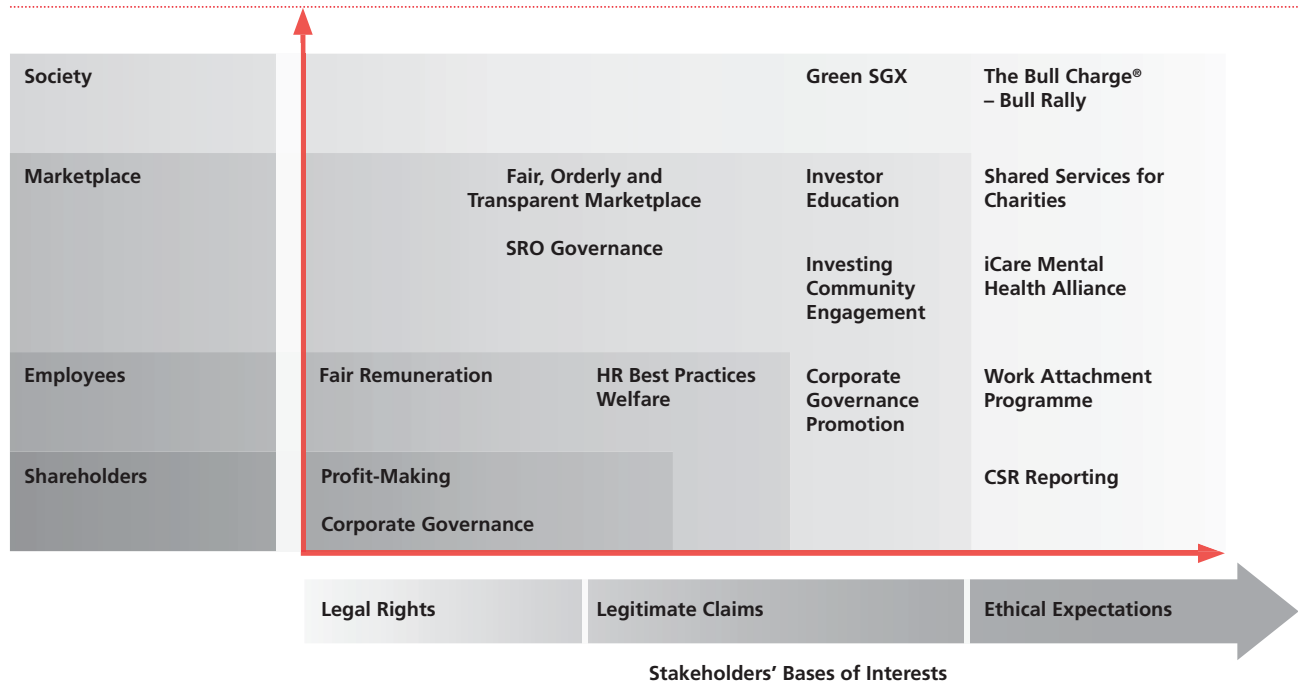 Society
Green SGX
The Bull Charge®
– Bull Rally
Marketplace
Fair, Orderly and
Transparent Marketplace
SRO Governance
Investor
Education
Investing
Community
Engagement
Shared Services for
Charities
iCare Mental
Health Alliance
Employees
Fair Remuneration
HR Best Practices
Welfare
Corporate
Governance
Promotion
Work Attachment
Programme
Shareholders
Profit-Making
Corporate Governance
CSR Reporting
Legal Rights
Legitimate Claims
Ethical Expectations
Stakeholders’ Bases of Interests